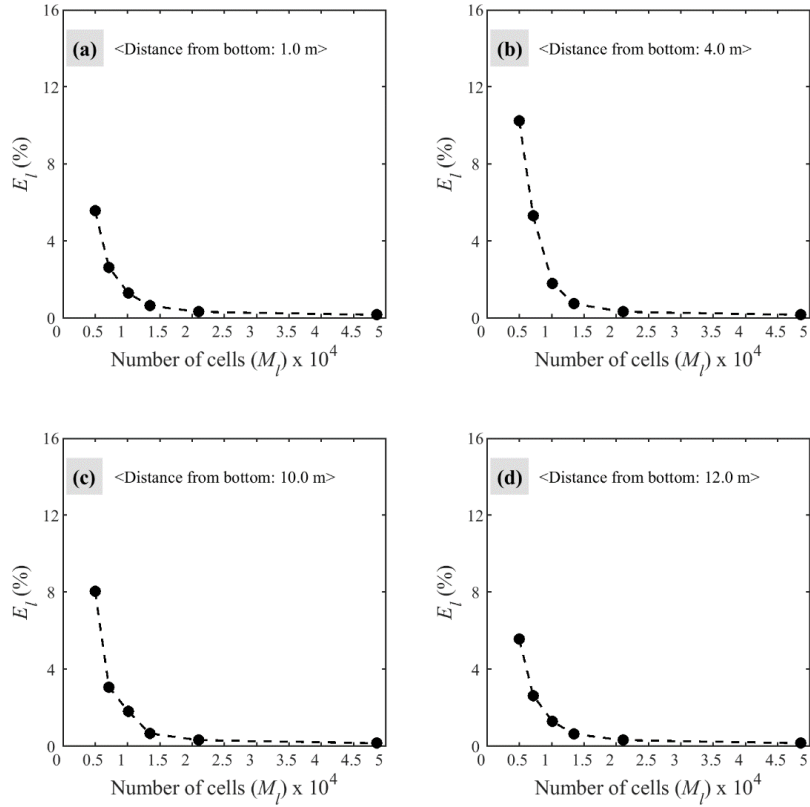 16
(a) <Distance from bottom: 1.0 m>
12
8
4
0
E_l (%)
0 0.5 1 1.5 2 2.5 3 3.5 4 4.5 5
Number of cells (M_l) x 10^4
16
(b) <Distance from bottom: 4.0 m>
12
8
4
0
E_l (%)
0 0.5 1 1.5 2 2.5 3 3.5 4 4.5 5
Number of cells (M_l) x 10^4
16
(c) <Distance from bottom: 10.0 m>
12
8
4
0
E_l (%)
0 0.5 1 1.5 2 2.5 3 3.5 4 4.5 5
Number of cells (M_l) x 10^4
16
(d) <Distance from bottom: 12.0 m>
12
8
4
0
E_l (%)
0 0.5 1 1.5 2 2.5 3 3.5 4 4.5 5
Number of cells (M_l) x 10^4